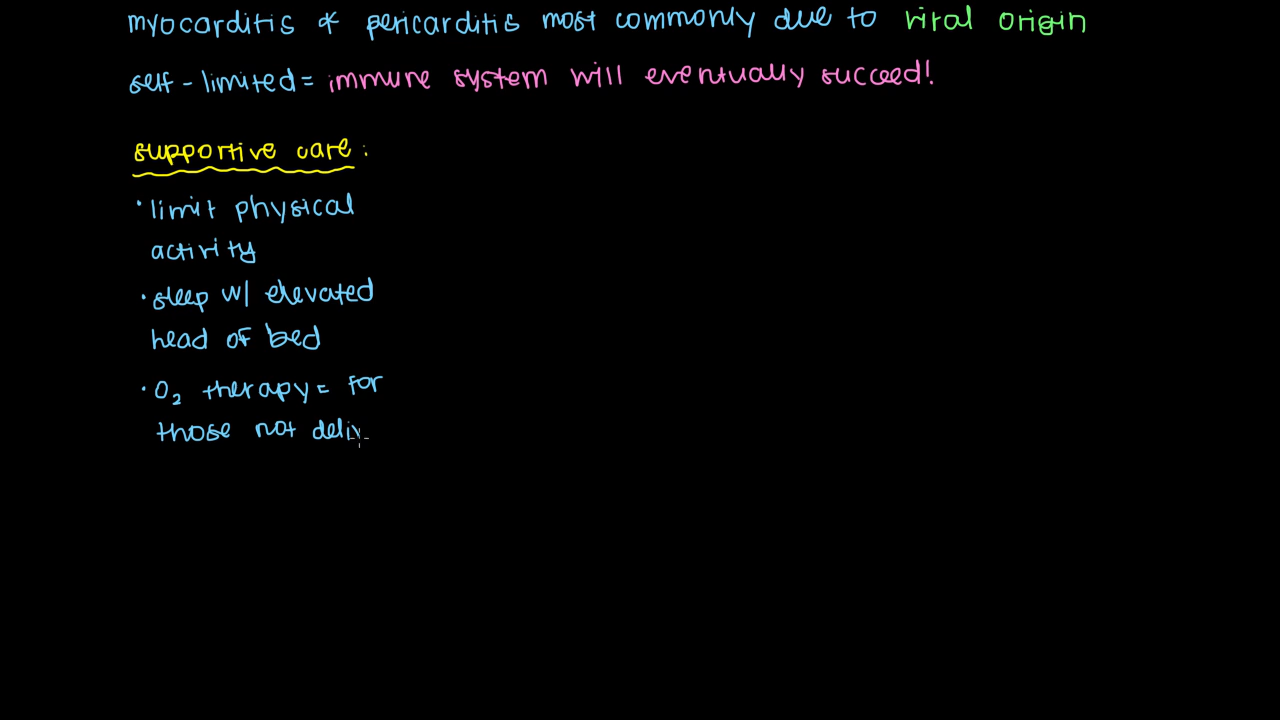 myocarditis & pericarditis most commonly due to viral origin
self-limited = immune system will eventually succeed!
supportive care:
• limit physical
activity
• sleep w/ elevated
head of bed
• O₂ therapy = for
those not deliv